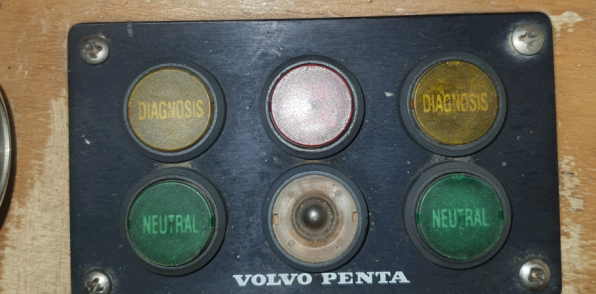 DIAGNOSIS DIAGNOSIS
NEUTRAL NEUTRAL
VOLVO PENTA